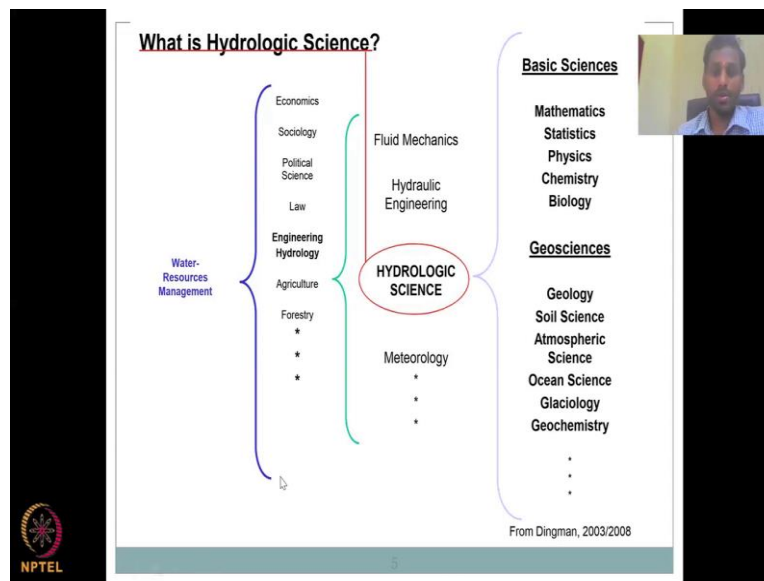 What is Hydrologic Science?
Water-
Resources
Management
Economics
Sociology
Political
Science
Law
Engineering
Hydrology
Agriculture
Forestry
*
*
*
Fluid Mechanics
Hydraulic
Engineering
HYDROLOGIC
SCIENCE
Meteorology
*
*
*
Basic Sciences
Mathematics
Statistics
Physics
Chemistry
Biology
Geosciences
Geology
Soil Science
Atmospheric
Science
Ocean Science
Glaciology
Geochemistry
.
.
.
From Dingman, 2003/2008
5
NPTEL